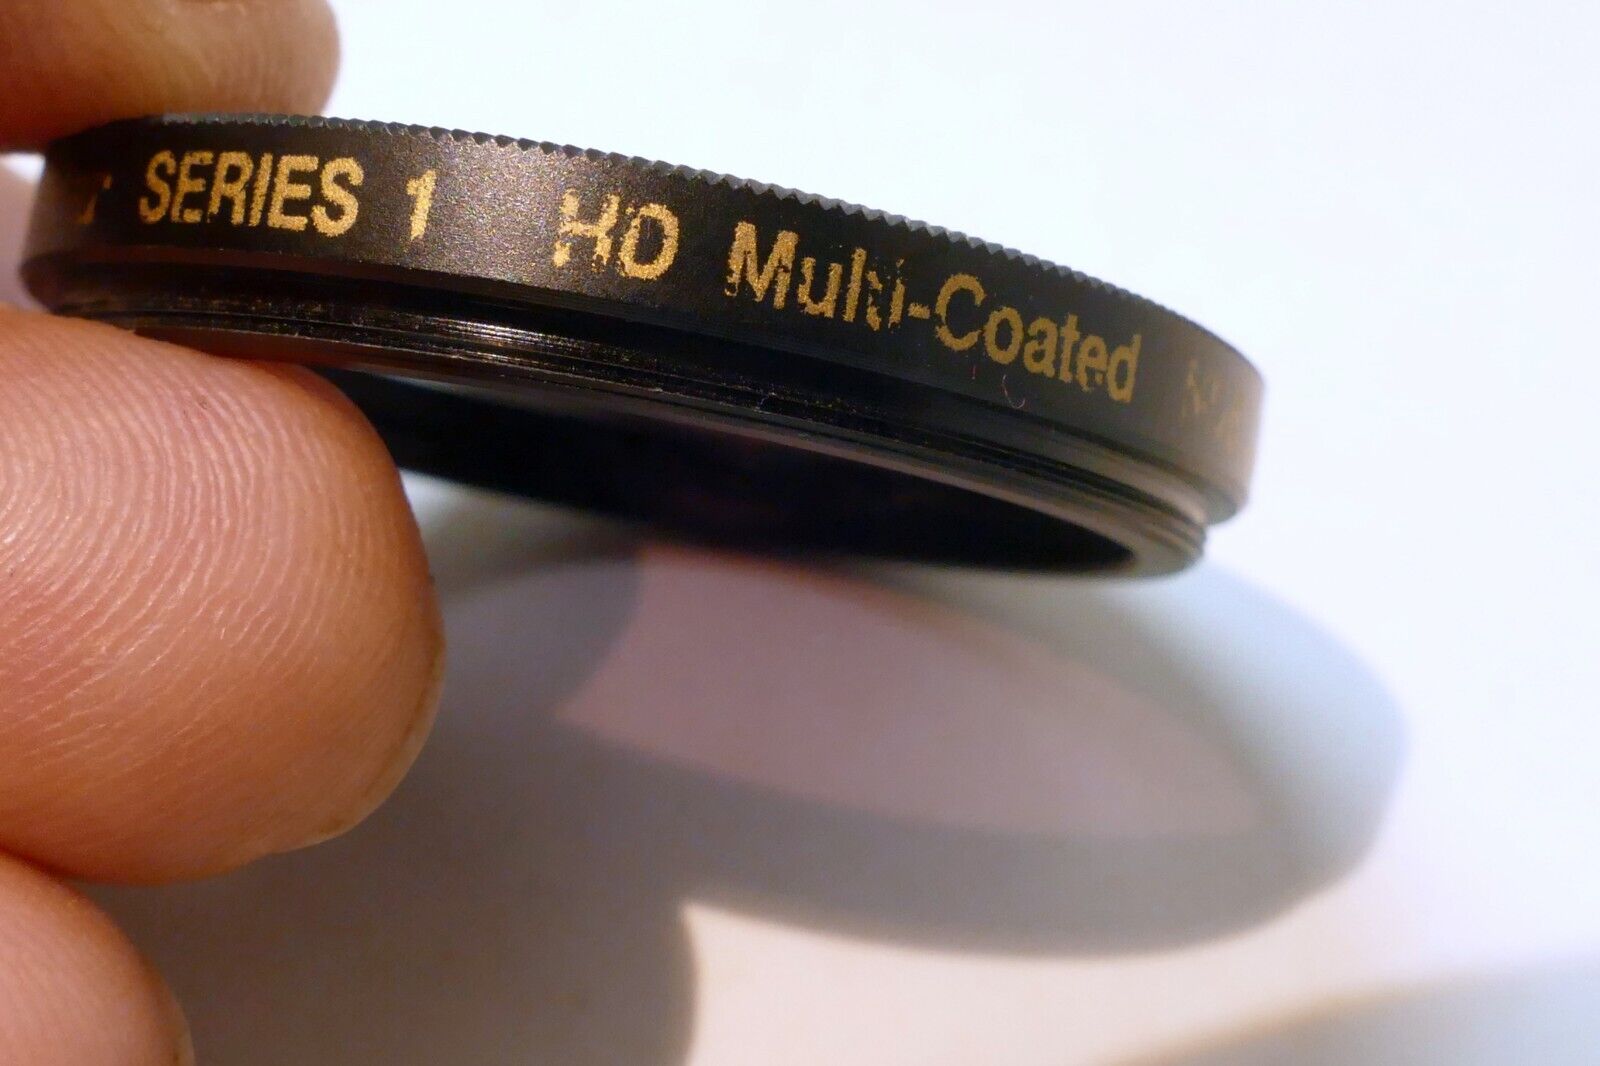 SERIES 1 HD Multi-Coated